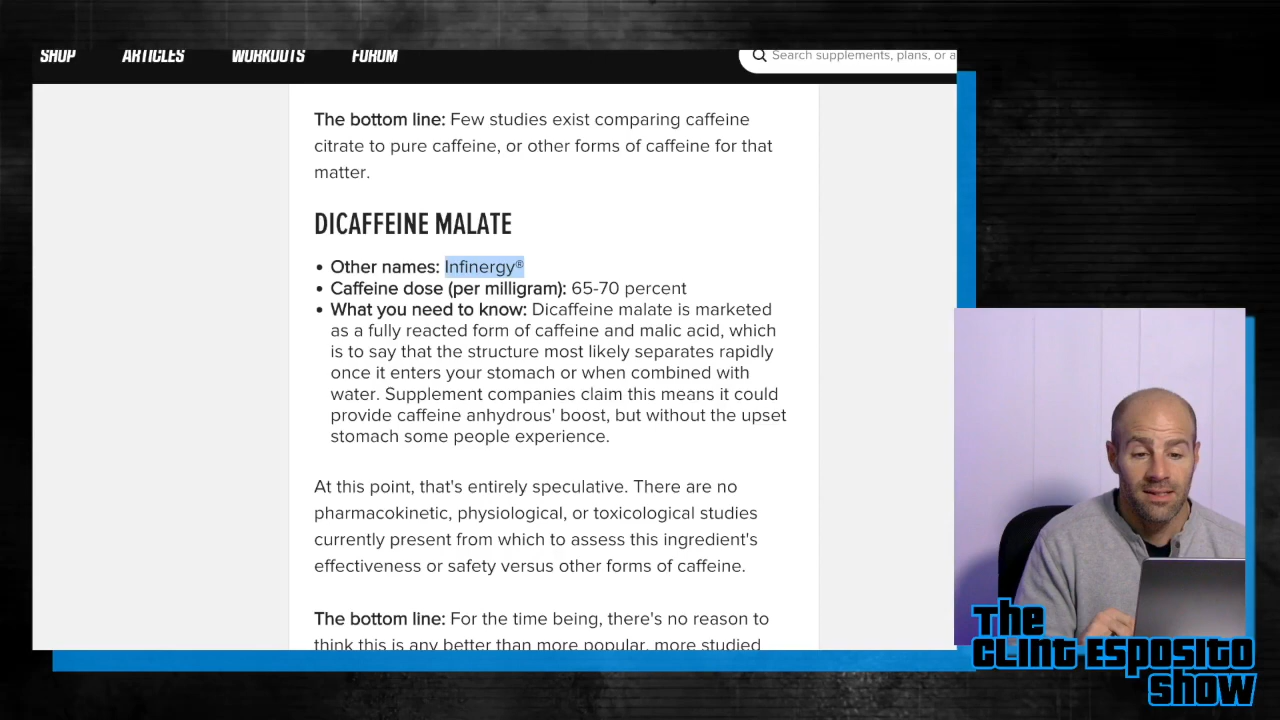 SHOP ARTICLES WORKOUTS FORUM
Search supplements, plans, or a
The bottom line: Few studies exist comparing caffeine
citrate to pure caffeine, or other forms of caffeine for that
matter.
DICAFFEINE MALATE
• Other names: Infinergy®
• Caffeine dose (per milligram): 65-70 percent
• What you need to know: Dicaffeine malate is marketed
as a fully reacted form of caffeine and malic acid, which
is to say that the structure most likely separates rapidly
once it enters your stomach or when combined with
water. Supplement companies claim this means it could
provide caffeine anhydrous' boost, but without the upset
stomach some people experience.
At this point, that's entirely speculative. There are no
pharmacokinetic, physiological, or toxicological studies
currently present from which to assess this ingredient's
effectiveness or safety versus other forms of caffeine.
The bottom line: For the time being, there's no reason to
think this is any better than more popular, more studied
The
CLINT ESPOSITO
SHOW